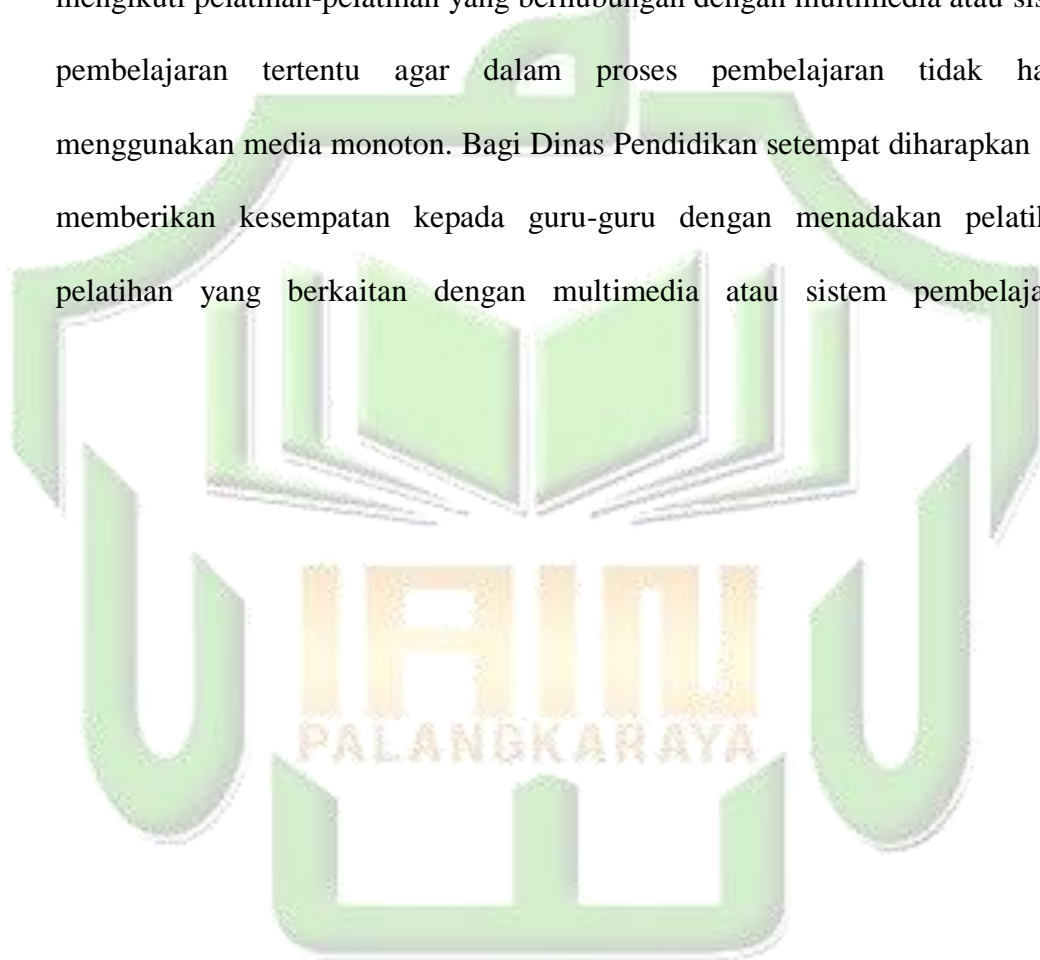 mengikuti pelatihan-pelatihan yang berhubungan dengan multimedia atau
pembelajaran tertentu agar dalam proses pembelajaran tidak
menggunakan media monoton. Bagi Dinas Pendidikan setempat diharapkan
memberikan kesempatan kepada guru-guru dengan menadakan
pelatihan yang berkaitan dengan multimedia atau sistem
IAIN
PALANGKARAYA